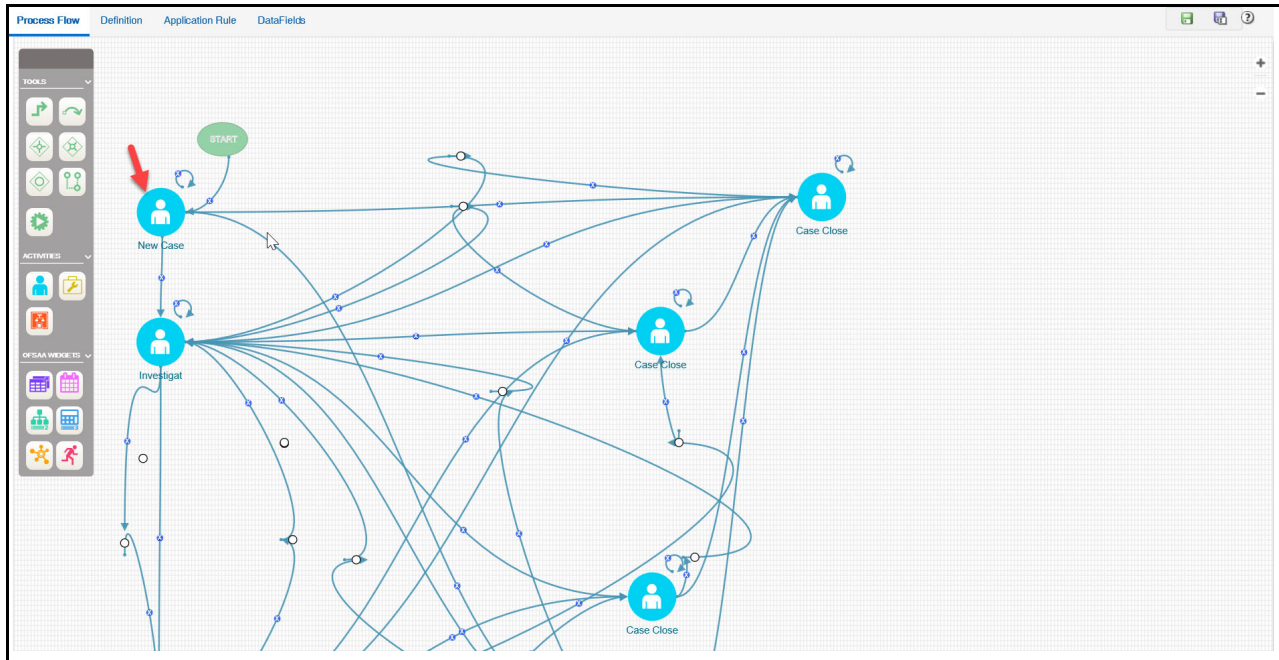 Process Flow Definition Application Rule DataFields
TOOLS
START
New Case
Case Close
ACTIVITIES
Case Close
Investigat
OFSAA WIDGETS
Case Close